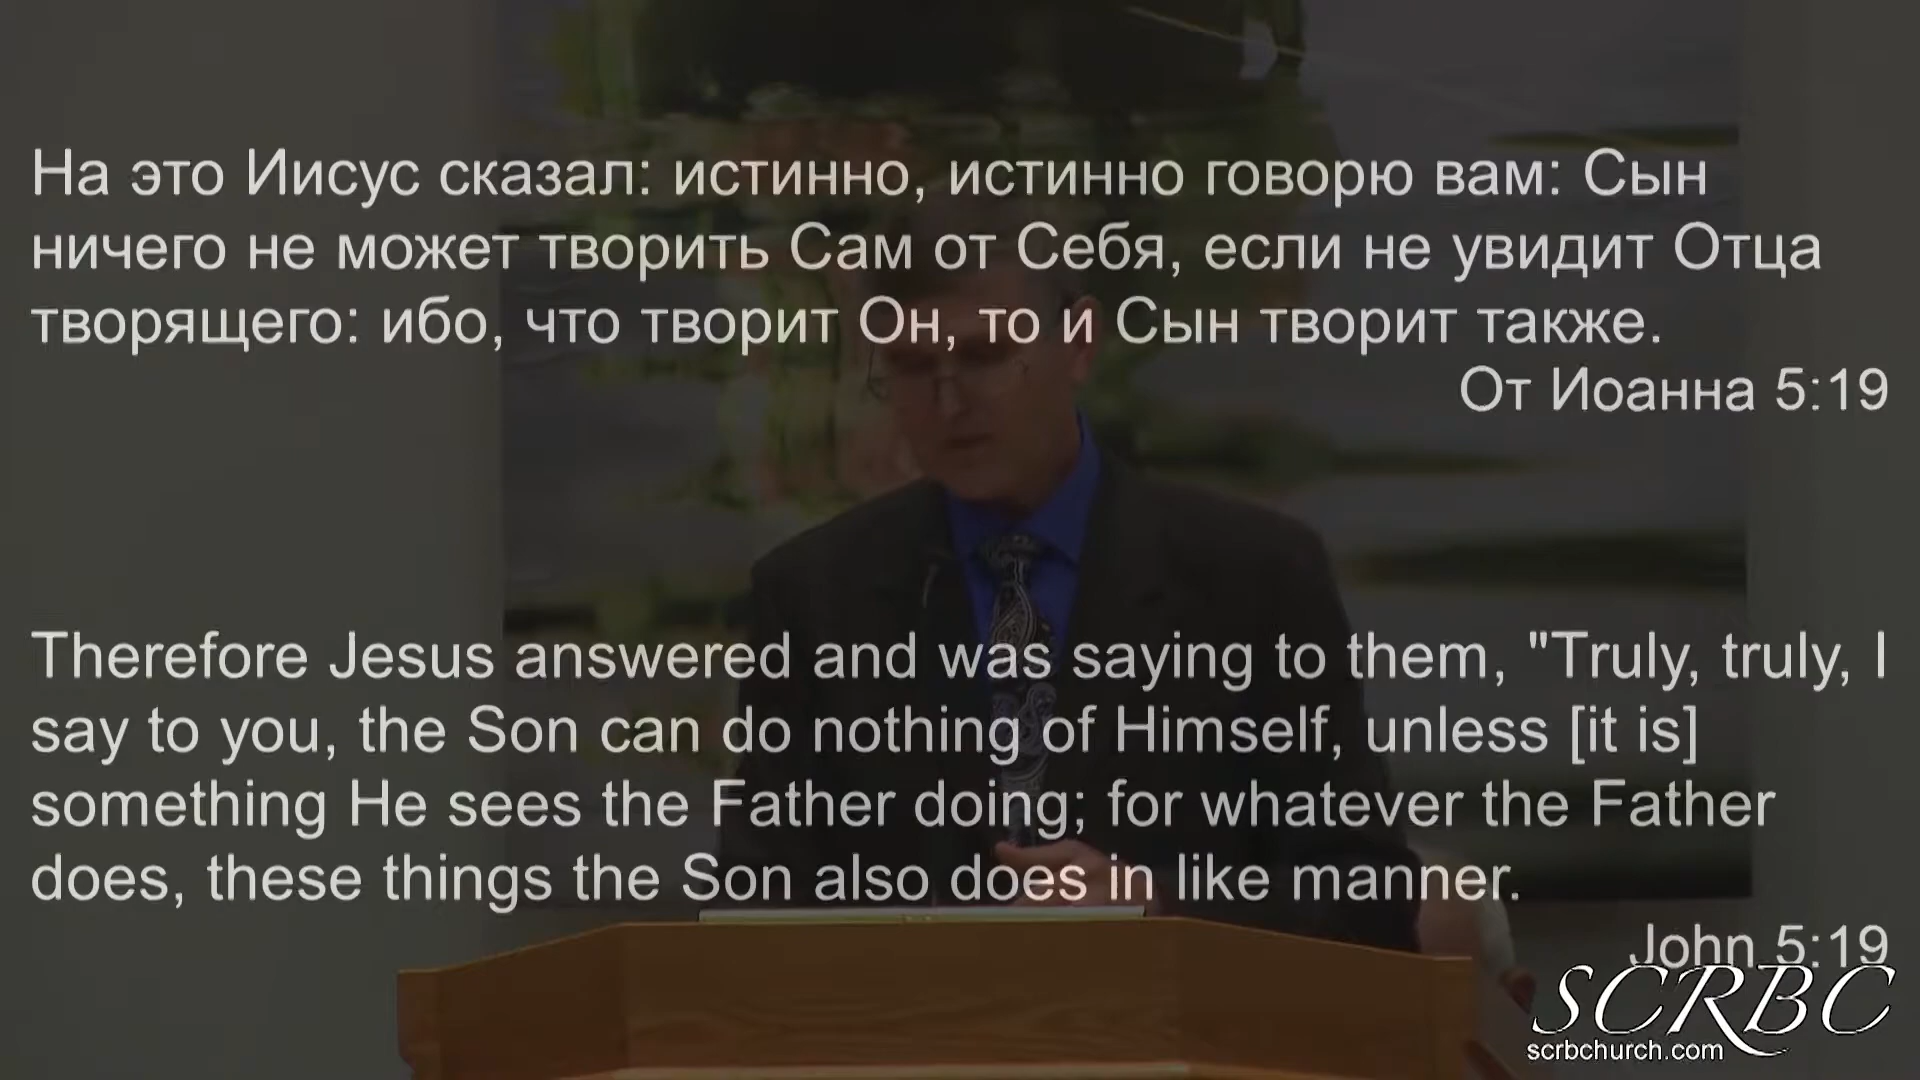 На это Иисус сказал: истинно, истинно говорю вам: Сын
ничего не может творить Сам от Себя, если не увидит Отца
творящего: ибо, что творит Он, то и Сын творит также.
От Иоанна 5:19
Therefore Jesus answered and was saying to them, "Truly, truly, I
say to you, the Son can do nothing of Himself, unless [it is]
something He sees the Father doing; for whatever the Father
does, these things the Son also does in like manner.
John 5:19
SCRBC
scrbchurch.com